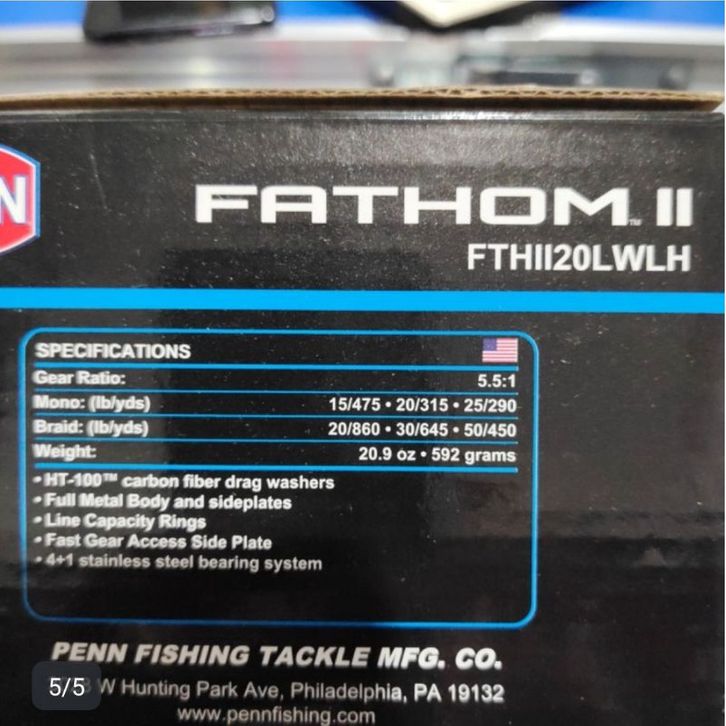 FATHOM™ II
FTHII20LWLH
SPECIFICATIONS
Gear Ratio: 5.5:1
Mono: (lb/yds) 15/475 • 20/315 • 25/290
Braid: (lb/yds) 20/860 • 30/645 • 50/450
Weight: 20.9 oz • 592 grams
• HT-100™ carbon fiber drag washers
• Full Metal Body and sideplates
• Line Capacity Rings
• Fast Gear Access Side Plate
• 4+1 stainless steel bearing system
PENN FISHING TACKLE MFG. CO.
W Hunting Park Ave, Philadelphia, PA 19132
www.pennfishing.com
5/5